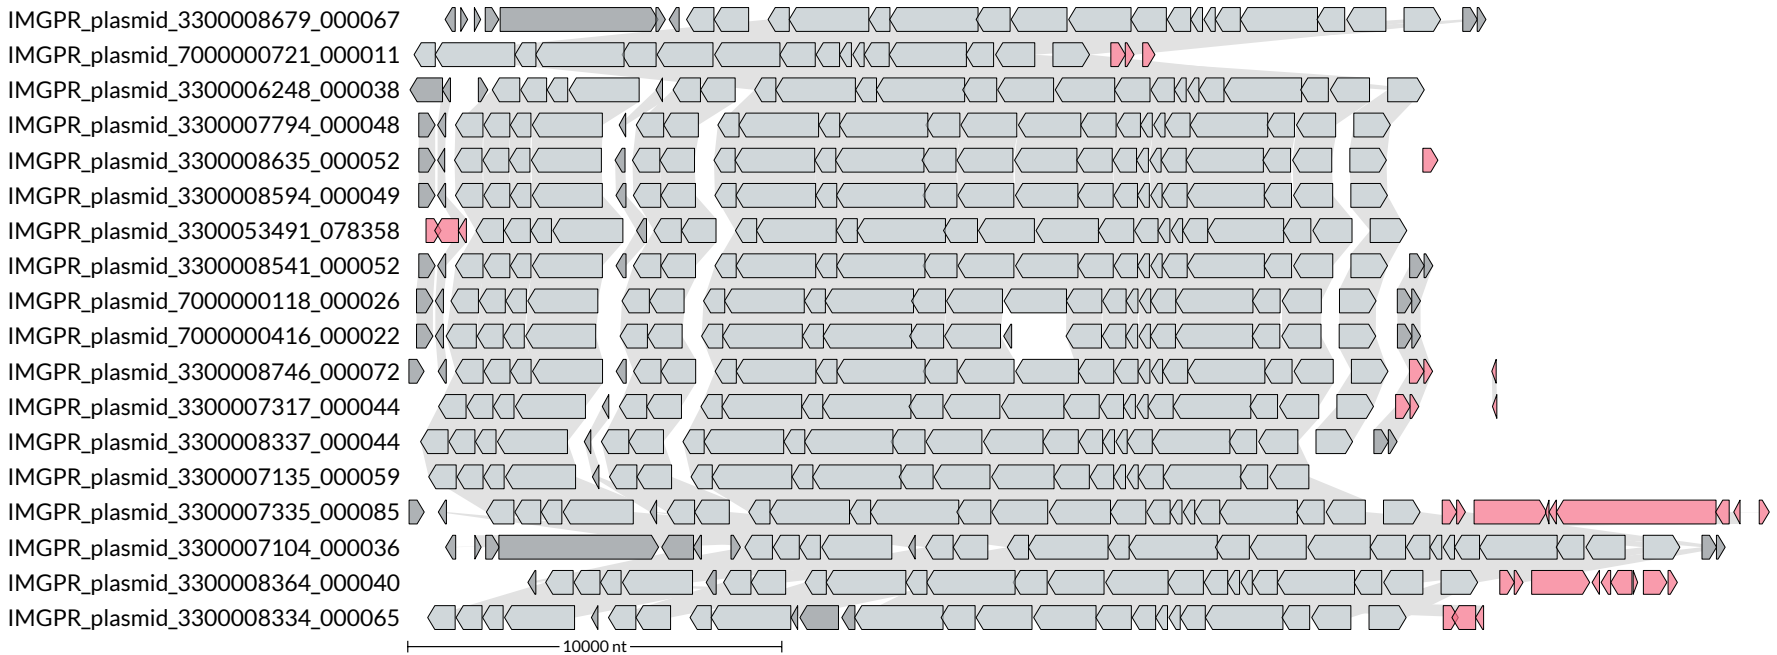 IMGPR_plasmid_3300008679_000067
IMGPR_plasmid_7000000721_000011
IMGPR_plasmid_3300006248_000038
IMGPR_plasmid_3300007794_000048
IMGPR_plasmid_3300008635_000052
IMGPR_plasmid_3300008594_000049
IMGPR_plasmid_3300053491_078358
IMGPR_plasmid_3300008541_000052
IMGPR_plasmid_7000000118_000026
IMGPR_plasmid_7000000416_000022
IMGPR_plasmid_3300008746_000072
IMGPR_plasmid_3300007317_000044
IMGPR_plasmid_3300008337_000044
IMGPR_plasmid_3300007135_000059
IMGPR_plasmid_3300007335_000085
IMGPR_plasmid_3300007104_000036
IMGPR_plasmid_3300008364_000040
IMGPR_plasmid_3300008334_000065
10000 nt